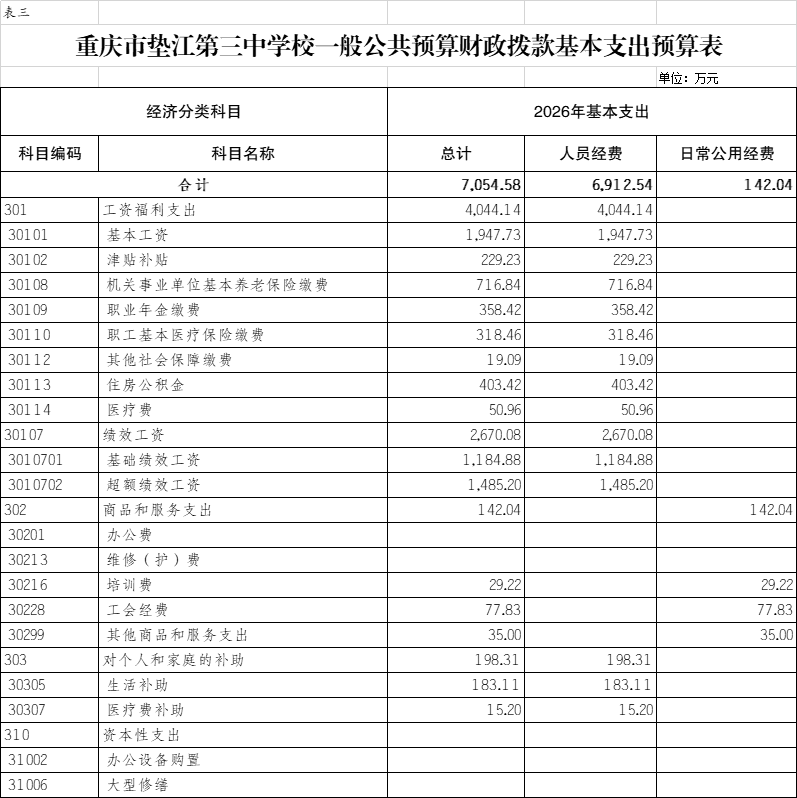 表三
重庆市垫江第三中学校一般公共预算财政拨款基本支出预算表
单位：万元
经济分类科目 2026年基本支出
科目编码 科目名称 总计 人员经费 日常公用经费
合计 7,054.58 6,912.54 142.04
301 工资福利支出 4,044.14 4,044.14
30101 基本工资 1,947.73 1,947.73
30102 津贴补贴 229.23 229.23
30108 机关事业单位基本养老保险缴费 716.84 716.84
30109 职业年金缴费 358.42 358.42
30110 职工基本医疗保险缴费 318.46 318.46
30112 其他社会保障缴费 19.09 19.09
30113 住房公积金 403.42 403.42
30114 医疗费 50.96 50.96
30107 绩效工资 2,670.08 2,670.08
3010701 基础绩效工资 1,184.88 1,184.88
3010702 超额绩效工资 1,485.20 1,485.20
302 商品和服务支出 142.04 142.04
30201 办公费
30213 维修（护）费
30216 培训费 29.22 29.22
30228 工会经费 77.83 77.83
30299 其他商品和服务支出 35.00 35.00
303 对个人和家庭的补助 198.31 198.31
30305 生活补助 183.11 183.11
30307 医疗费补助 15.20 15.20
310 资本性支出
31002 办公设备购置
31006 大型修缮